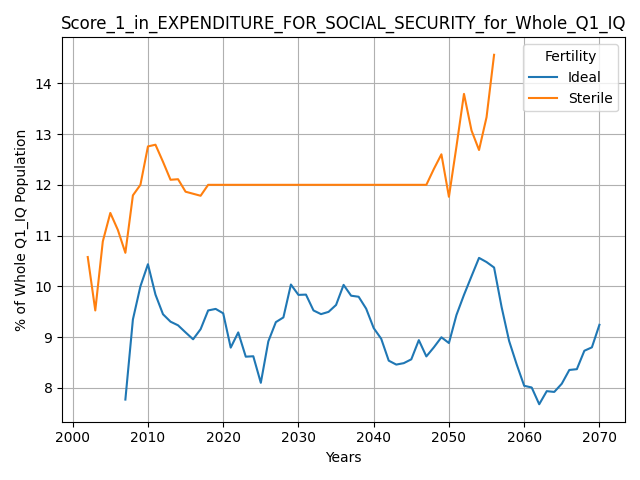 Score_1_in_EXPENDITURE_FOR_SOCIAL_SECURITY_for_Whole_Q1_IQ
Fertility
Ideal
Sterile
% of Whole Q1_IQ Population
14
13
12
11
10
9
8
2000 2010 2020 2030 2040 2050 2060 2070
Years